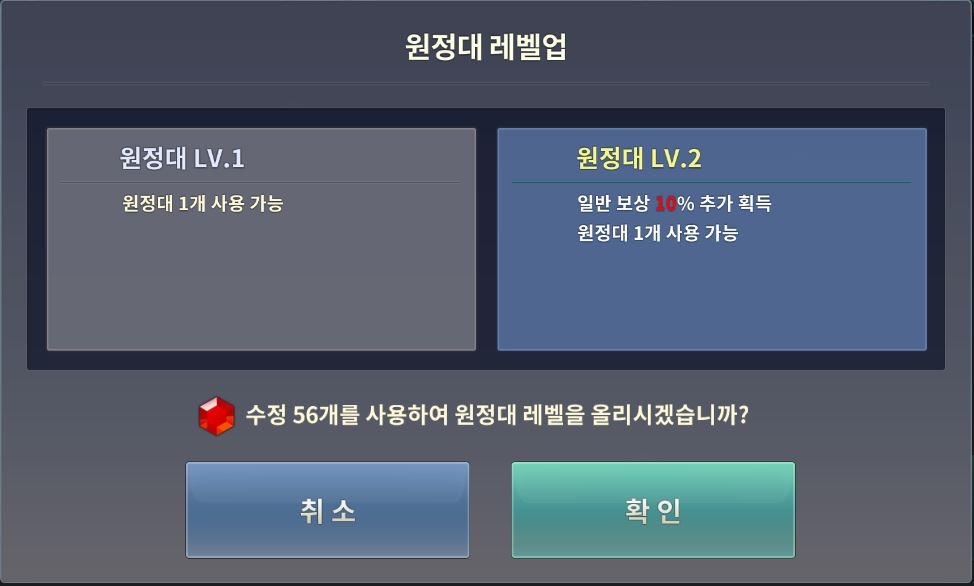 원정대 레벨업
원정대 LV.1
원정대 1개 사용 가능
원정대 LV.2
일반 보상 10% 추가 획득
원정대 1개 사용 가능
수정 56개를 사용하여 원정대 레벨을 올리시겠습니까?
취 소
확 인